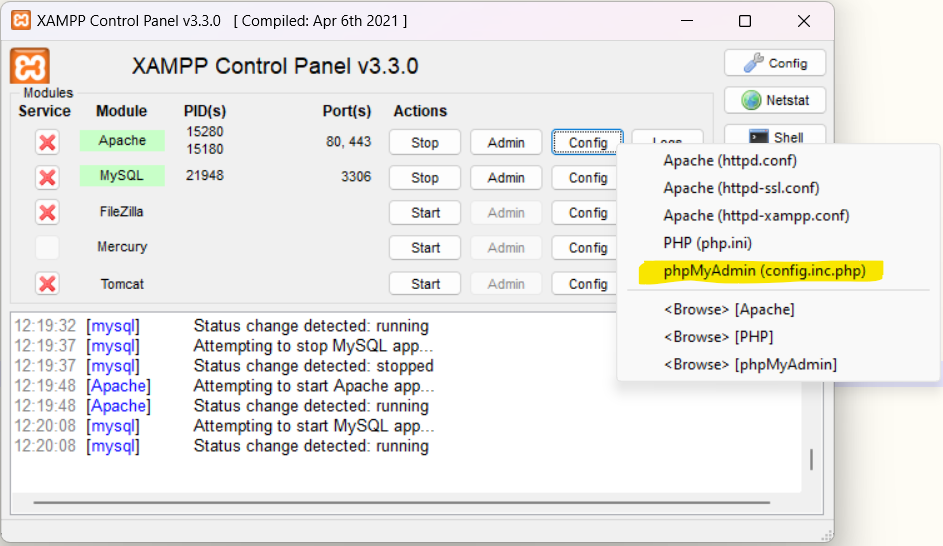 XAMPP Control Panel v3.3.0 [ Compiled: Apr 6th 2021 ]
XAMPP Control Panel v3.3.0
Config
Modules
Service Module PID(s) Port(s) Actions
Netstat
Apache 15280 15180 80, 443 Stop Admin Config Logs
Shell
MySQL 21948 3306 Stop Admin Config
FileZilla Start Admin Config
Mercury Start Admin Config
Tomcat Start Admin Config
Apache (httpd.conf)
Apache (httpd-ssl.conf)
Apache (httpd-xampp.conf)
PHP (php.ini)
phpMyAdmin (config.inc.php)
<Browse> [Apache]
<Browse> [PHP]
<Browse> [phpMyAdmin]
12:19:32 [mysql] Status change detected: running
12:19:37 [mysql] Attempting to stop MySQL app...
12:19:37 [mysql] Status change detected: stopped
12:19:48 [Apache] Attempting to start Apache app...
12:19:48 [Apache] Status change detected: running
12:20:08 [mysql] Attempting to start MySQL app...
12:20:08 [mysql] Status change detected: running